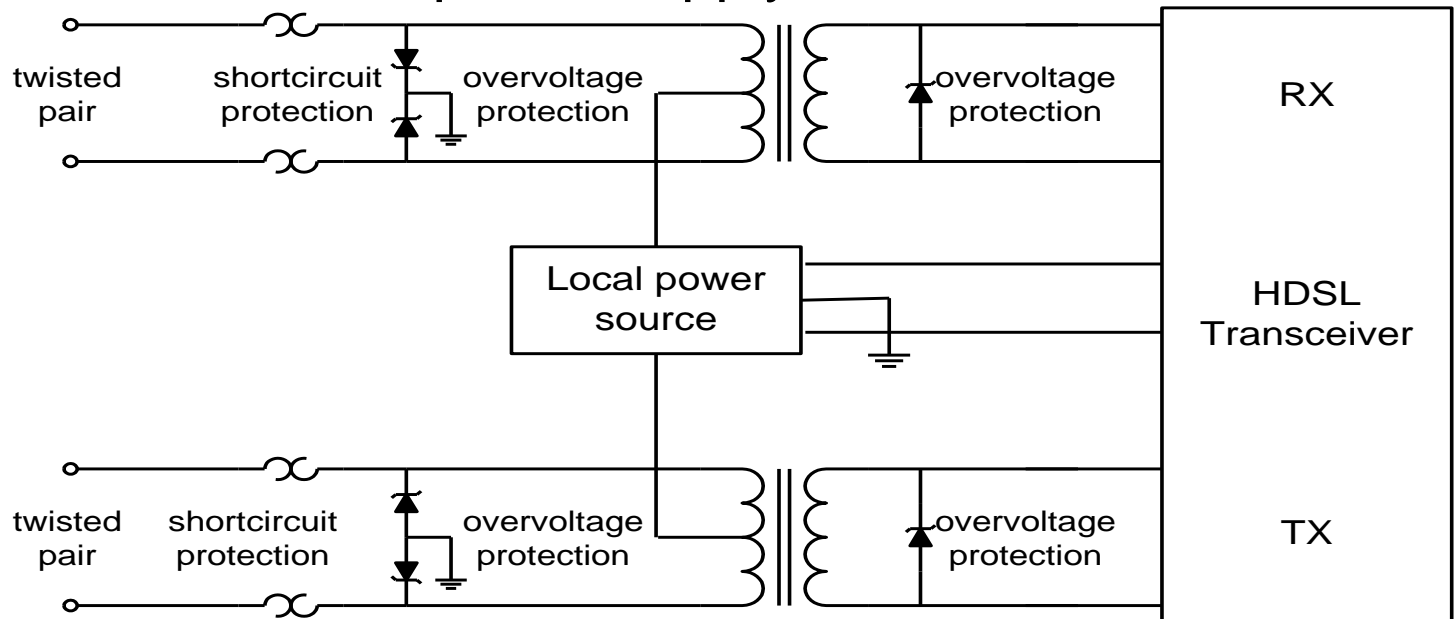 twisted
pair
shortcircuit
protection
overvoltage
protection
overvoltage
protection
RX
Local power
source
HDSL
Transceiver
twisted
pair
shortcircuit
protection
overvoltage
protection
overvoltage
protection
TX